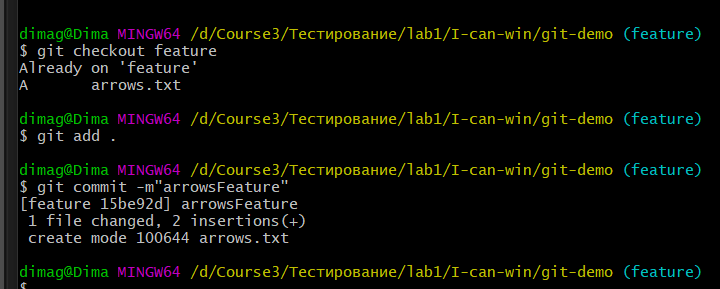 dimag@Dima MINGW64 /d/Course3/Тестирование/lab1/I-can-win/git-demo (feature)
$ git checkout feature
Already on 'feature'
A       arrows.txt
dimag@Dima MINGW64 /d/Course3/Тестирование/lab1/I-can-win/git-demo (feature)
$ git add .
dimag@Dima MINGW64 /d/Course3/Тестирование/lab1/I-can-win/git-demo (feature)
$ git commit -m"arrowsFeature"
[feature 15be92d] arrowsFeature
 1 file changed, 2 insertions(+)
 create mode 100644 arrows.txt
dimag@Dima MINGW64 /d/Course3/Тестирование/lab1/I-can-win/git-demo (feature)
$